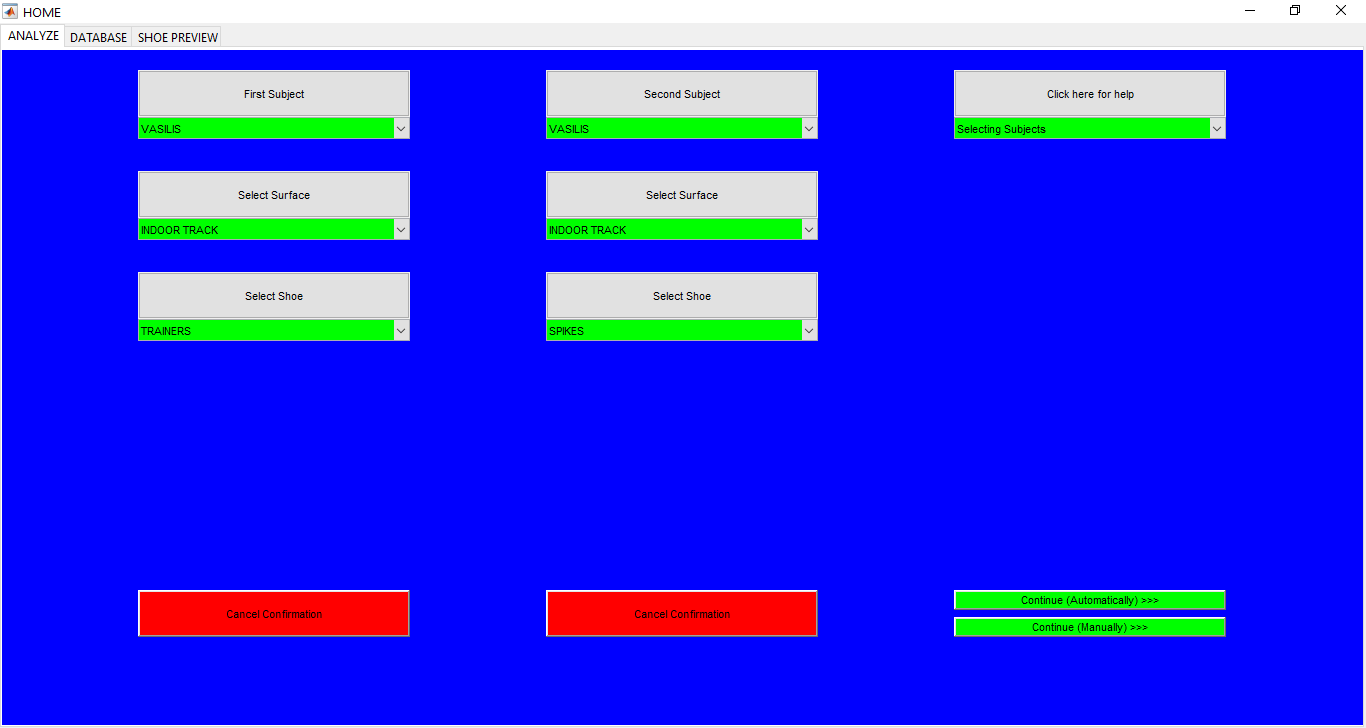 HOME
ANALYZE DATABASE SHOE PREVIEW
First Subject Second Subject Click here for help
VASILIS VASILIS Selecting Subjects
Select Surface Select Surface
INDOOR TRACK INDOOR TRACK
Select Shoe Select Shoe
TRAINERS SPIKES
Cancel Confirmation Cancel Confirmation Continue (Automatically) >>>
Continue (Manually) >>>